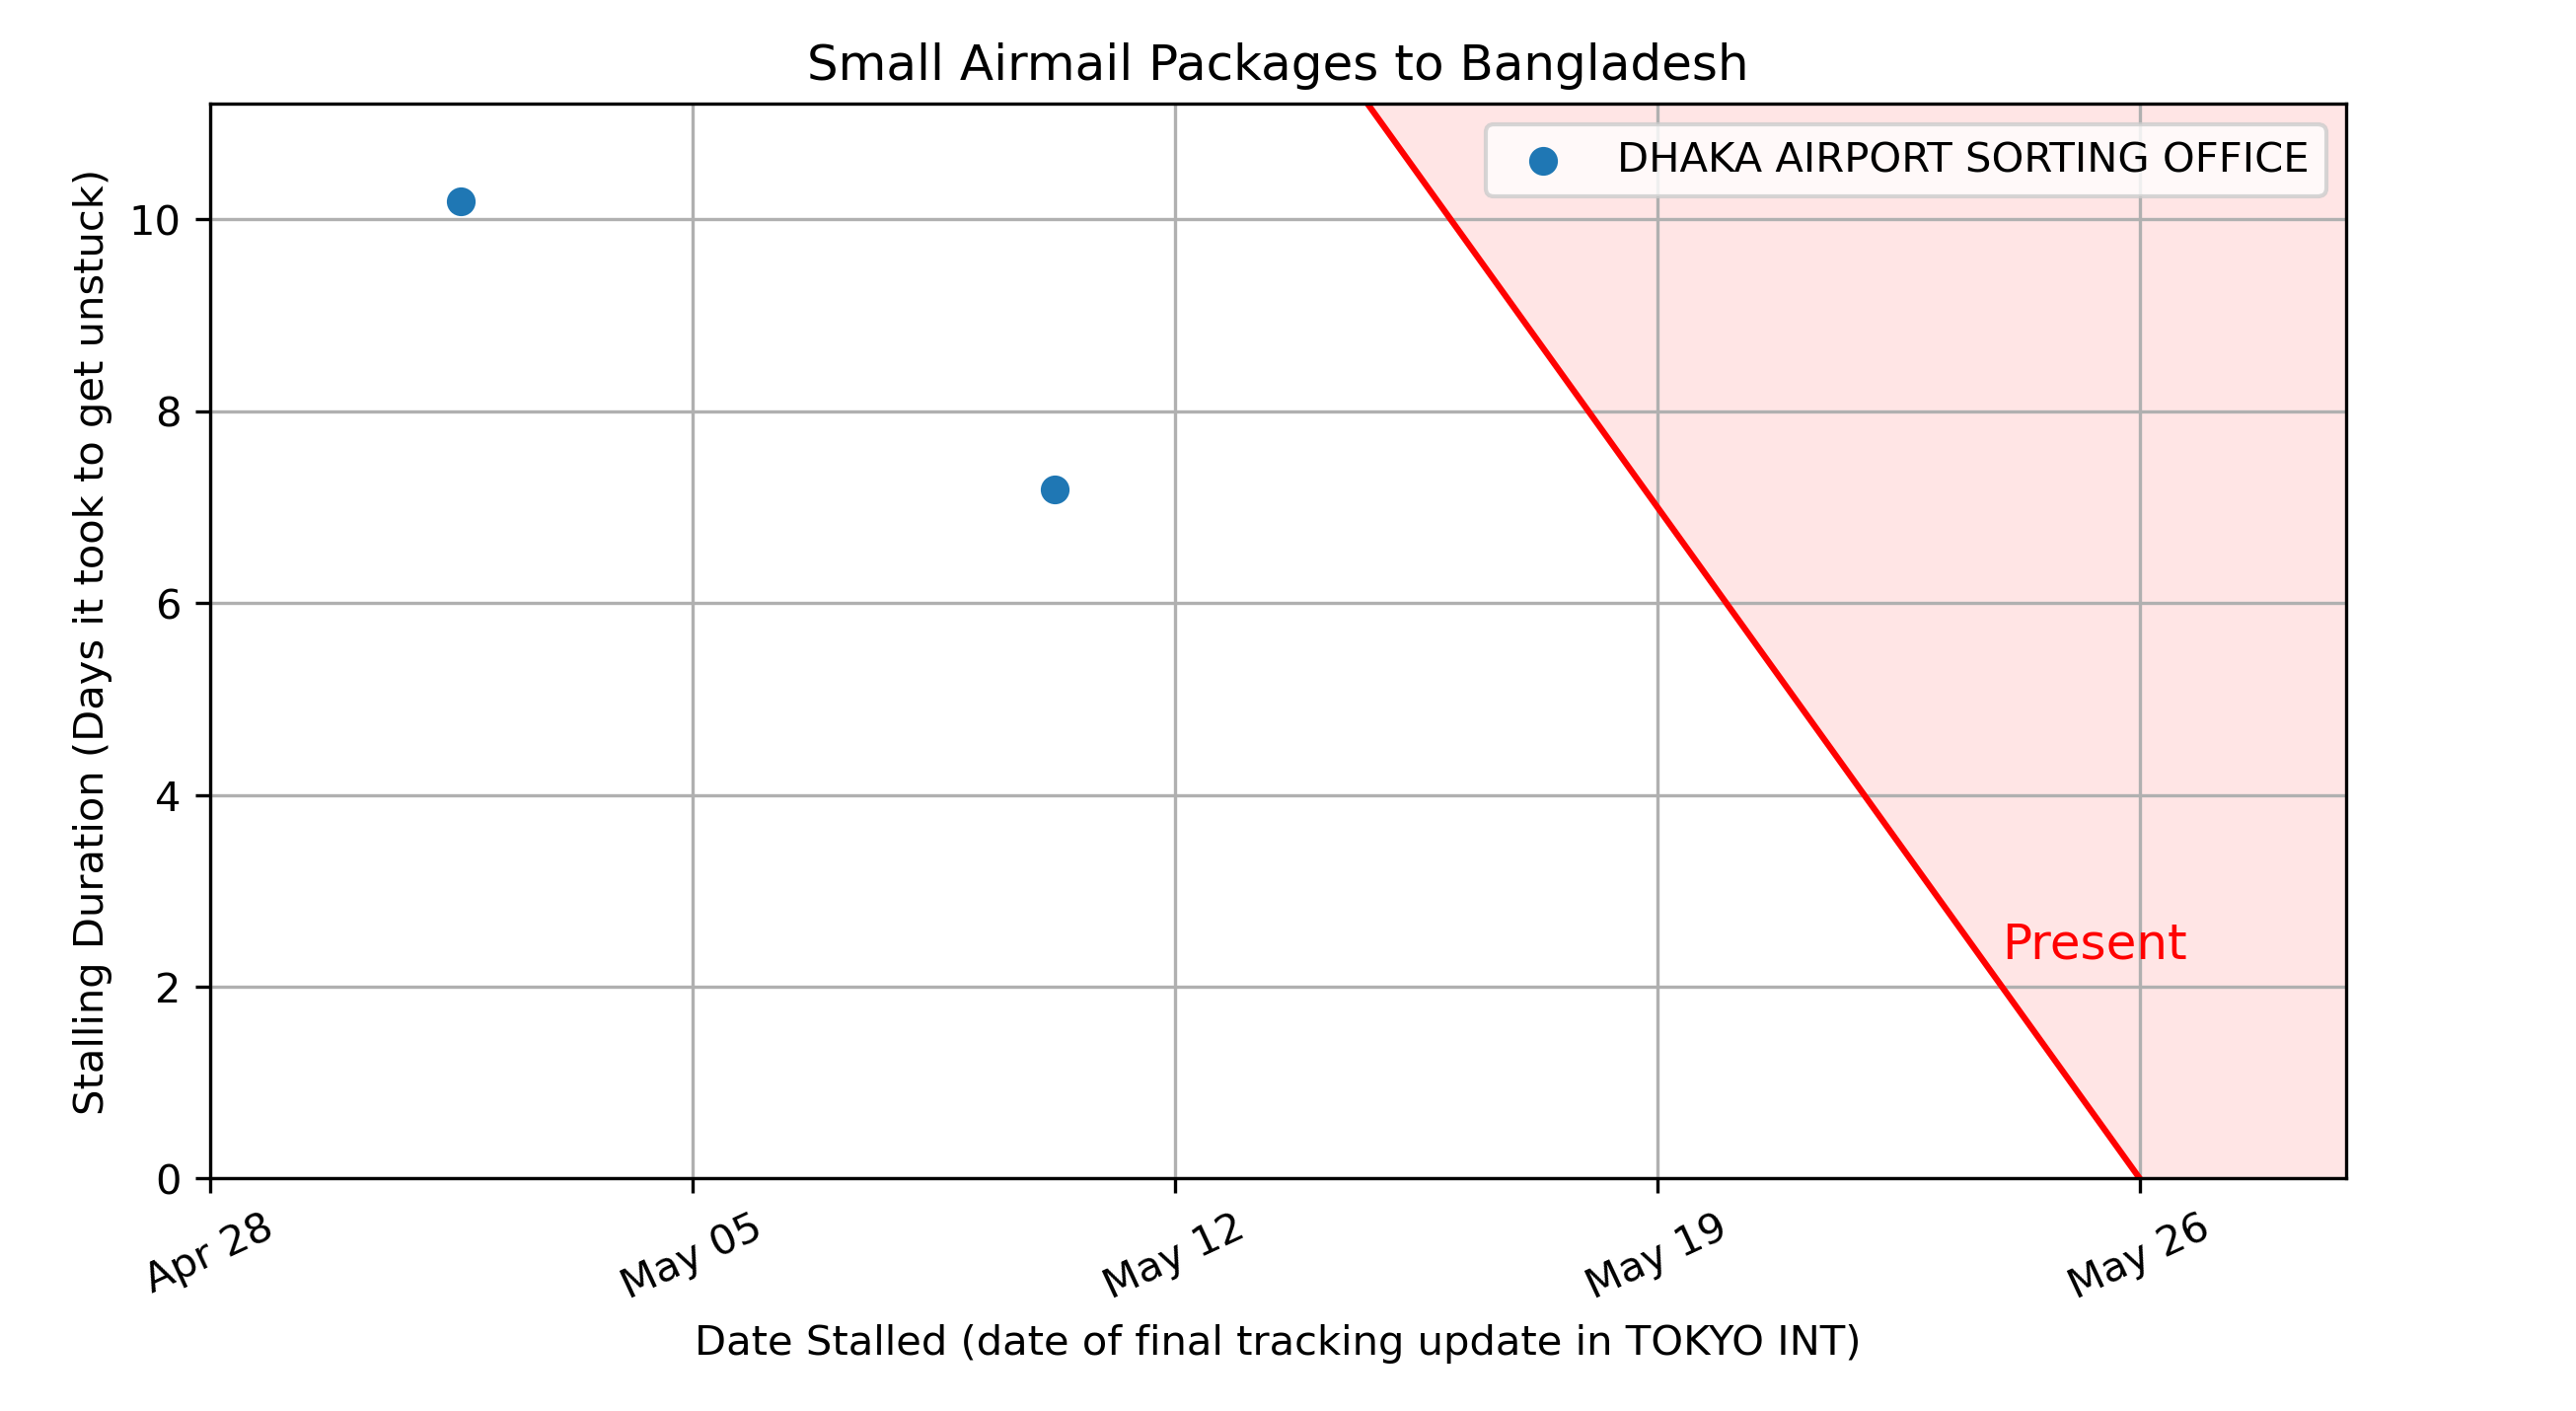 Small Airmail Packages to Bangladesh
DHAKA AIRPORT SORTING OFFICE
Stalling Duration (Days it took to get unstuck)
10
8
6
4
2
0
Present
Apr 28
May 05
May 12
May 19
May 26
Date Stalled (date of final tracking update in TOKYO INT)